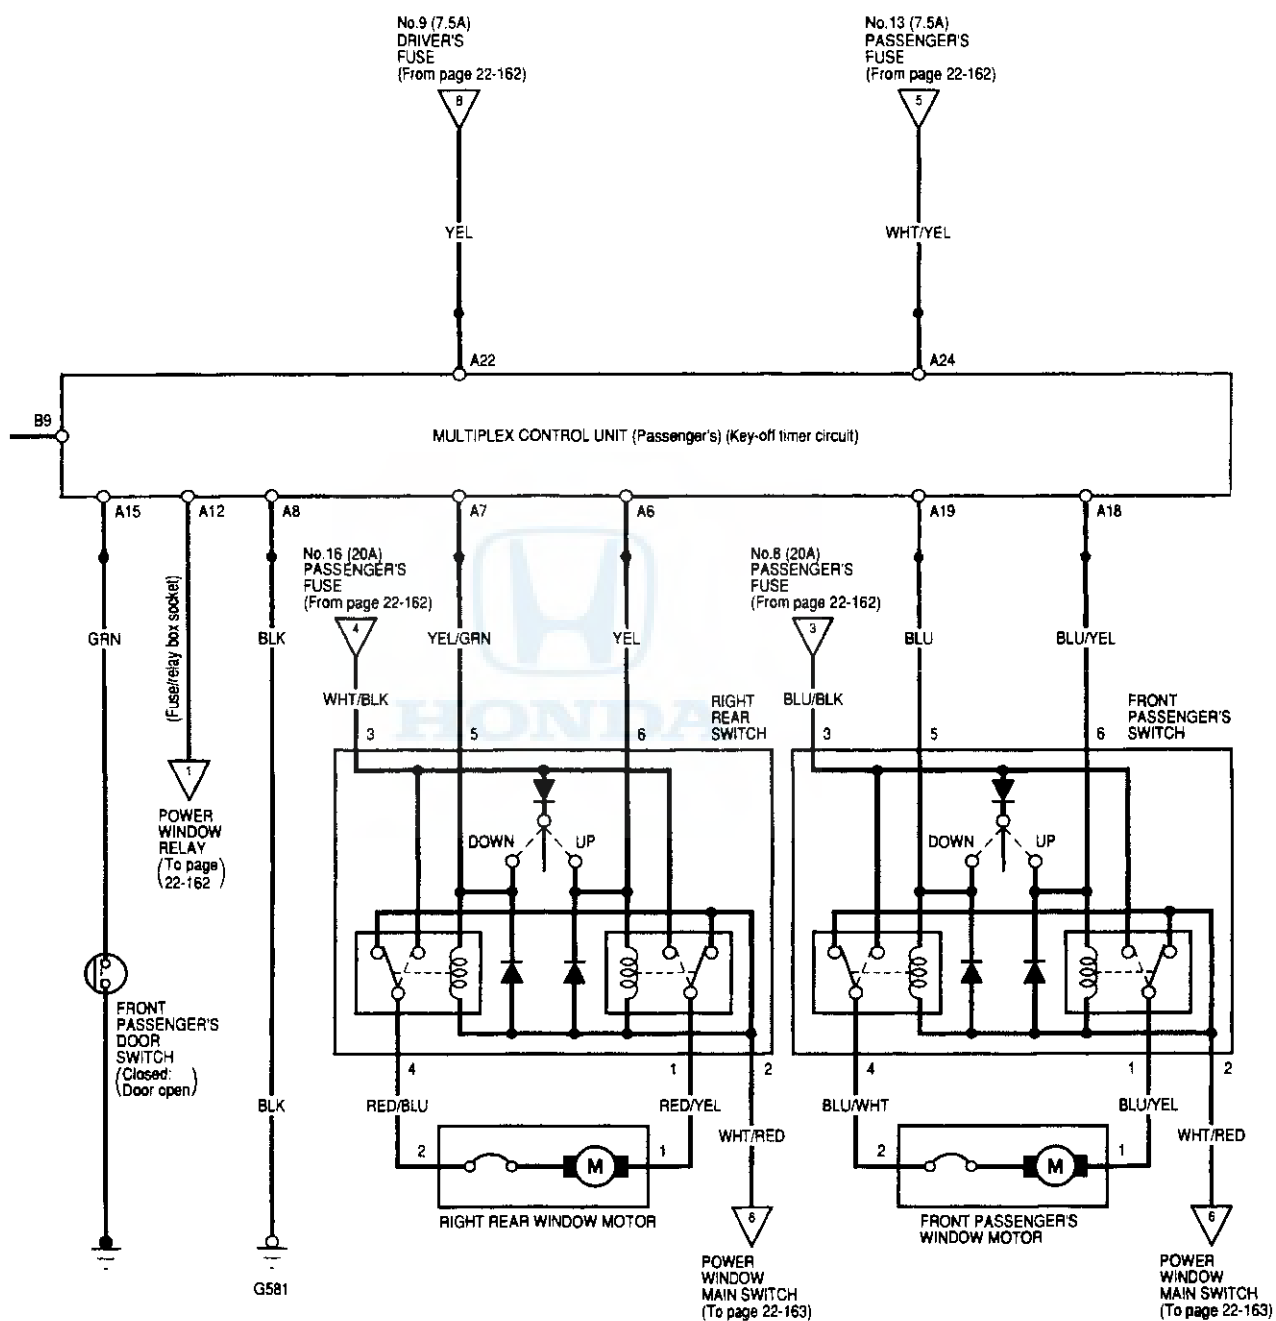 No.9 (7.5A)
DRIVER'S
FUSE
(From page 22-162)
8
No.13 (7.5A)
PASSENGER'S
FUSE
(From page 22-162)
5
YEL
WHT/YEL
A22
A24
B9
MULTIPLEX CONTROL UNIT (Passenger's) (Key-off timer circuit)
A15
A12
A8
A7
A6
A19
A18
No.16 (20A)
PASSENGER'S
FUSE
(From page 22-162)
4
No.8 (20A)
PASSENGER'S
FUSE
(From page 22-162)
3
GRN
(Fuse/relay box socket)
BLK
YEL/GRN
YEL
BLU
BLU/YEL
WHT/BLK
BLU/BLK
HONDA
RIGHT
REAR
SWITCH
FRONT
PASSENGER'S
SWITCH
3
5
6
3
5
6
1
POWER
WINDOW
RELAY
(To page
22-162)
DOWN
UP
DOWN
UP
FRONT
PASSENGER'S
DOOR
SWITCH
(Closed:
Door open)
4
1
2
4
1
2
BLK
RED/BLU
RED/YEL
WHT/RED
BLU/WHT
BLU/YEL
WHT/RED
2
M
1
2
M
1
RIGHT REAR WINDOW MOTOR
FRONT PASSENGER'S
WINDOW MOTOR
6
6
G581
POWER
WINDOW
MAIN SWITCH
(To page 22-163)
POWER
WINDOW
MAIN SWITCH
(To page 22-163)